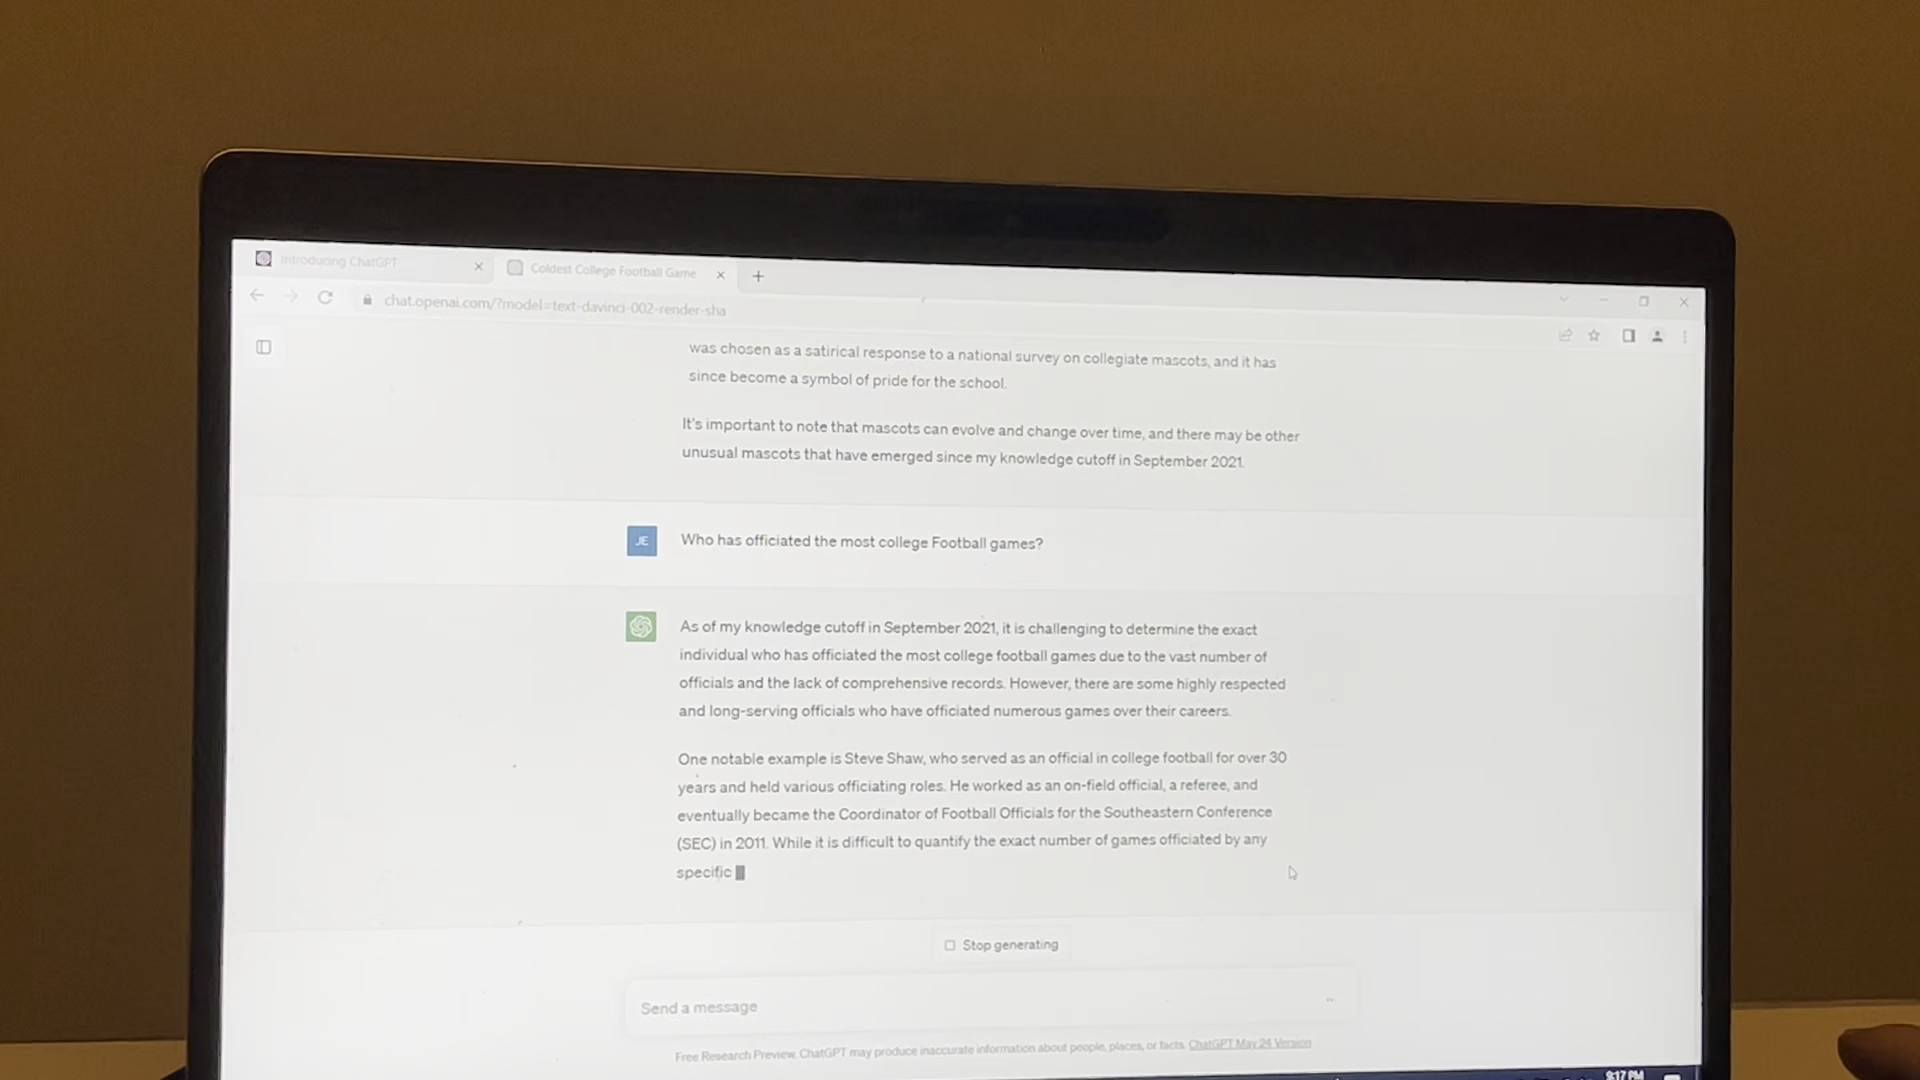 Introducing ChatGPT
Coldest College Football Game
chat.openai.com/?model=text-davinci-002-render-sha
was chosen as a satirical response to a national survey on collegiate mascots, and it has
since become a symbol of pride for the school.
It's important to note that mascots can evolve and change over time, and there may be other
unusual mascots that have emerged since my knowledge cutoff in September 2021.
JE
Who has officiated the most college Football games?
As of my knowledge cutoff in September 2021, it is challenging to determine the exact
individual who has officiated the most college football games due to the vast number of
officials and the lack of comprehensive records. However, there are some highly respected
and long-serving officials who have officiated numerous games over their careers.
One notable example is Steve Shaw, who served as an official in college football for over 30
years and held various officiating roles. He worked as an on-field official, a referee, and
eventually became the Coordinator of Football Officials for the Southeastern Conference
(SEC) in 2011. While it is difficult to quantify the exact number of games officiated by any
specific
Stop generating
Send a message
Free Research Preview. ChatGPT may produce inaccurate information about people, places, or facts. ChatGPT May 24 Version
9:17 PM